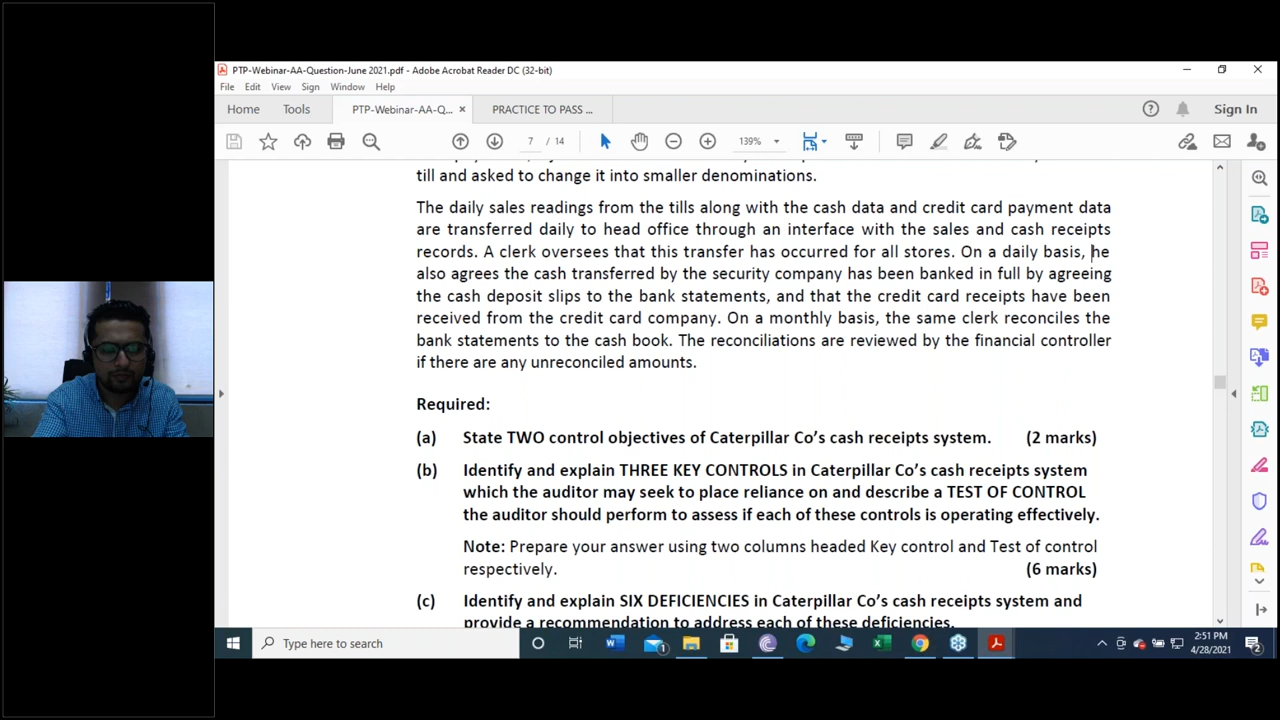 PTP-Webinar-AA-Question-June 2021.pdf - Adobe Acrobat Reader DC (32-bit)
File Edit View Sign Window Help
Home Tools PTP-Webinar-AA-Q... × PRACTICE TO PASS ... Sign In
7 / 14 139%
till and asked to change it into smaller denominations.
The daily sales readings from the tills along with the cash data and credit card payment data
are transferred daily to head office through an interface with the sales and cash receipts
records. A clerk oversees that this transfer has occurred for all stores. On a daily basis, he
also agrees the cash transferred by the security company has been banked in full by agreeing
the cash deposit slips to the bank statements, and that the credit card receipts have been
received from the credit card company. On a monthly basis, the same clerk reconciles the
bank statements to the cash book. The reconciliations are reviewed by the financial controller
if there are any unreconciled amounts.
Required:
(a) State TWO control objectives of Caterpillar Co's cash receipts system. (2 marks)
(b) Identify and explain THREE KEY CONTROLS in Caterpillar Co's cash receipts system
which the auditor may seek to place reliance on and describe a TEST OF CONTROL
the auditor should perform to assess if each of these controls is operating effectively.
Note: Prepare your answer using two columns headed Key control and Test of control
respectively. (6 marks)
(c) Identify and explain SIX DEFICIENCIES in Caterpillar Co's cash receipts system and
provide a recommendation to address each of these deficiencies.
Type here to search
2:51 PM
4/28/2021